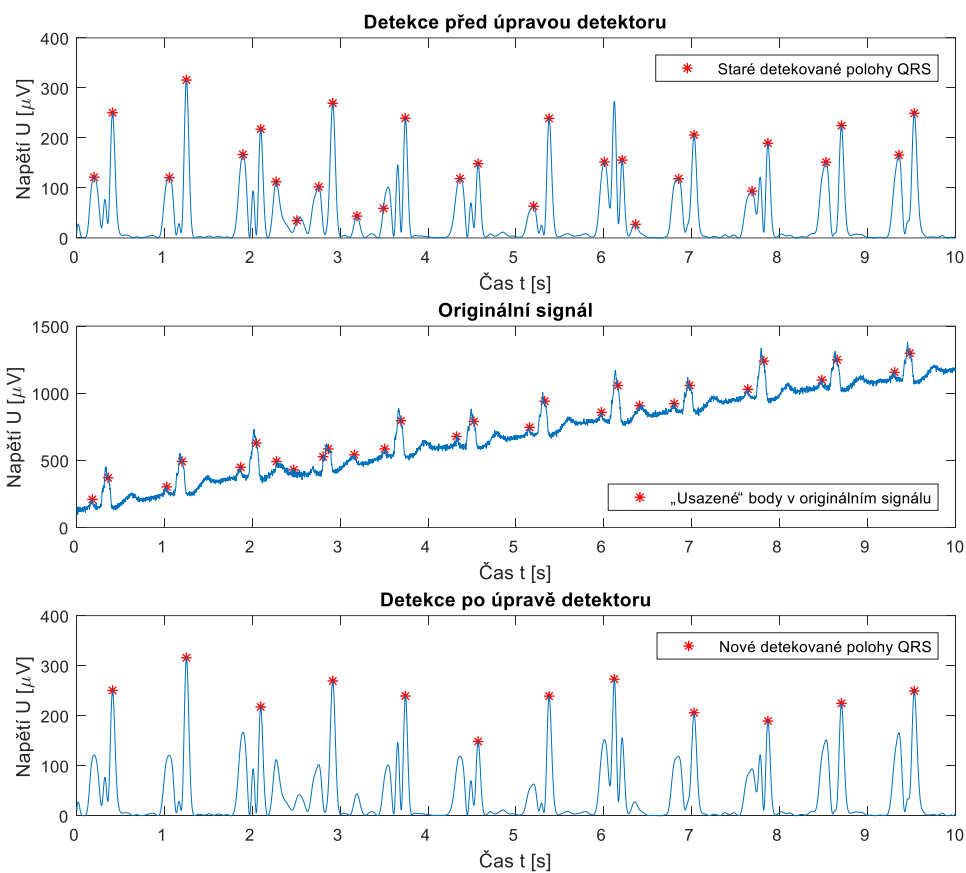 Detekce před úpravou detektoru
400
300
200
100
0
Napětí U [μV]
Staré detekované polohy QRS
0 1 2 3 4 5 6 7 8 9 10
Čas t [s]
Originální signál
1500
1000
500
0
Napětí U [μV]
„Usazené“ body v originálním signálu
0 1 2 3 4 5 6 7 8 9 10
Čas t [s]
Detekce po úpravě detektoru
400
300
200
100
0
Napětí U [μV]
Nové detekované polohy QRS
0 1 2 3 4 5 6 7 8 9 10
Čas t [s]